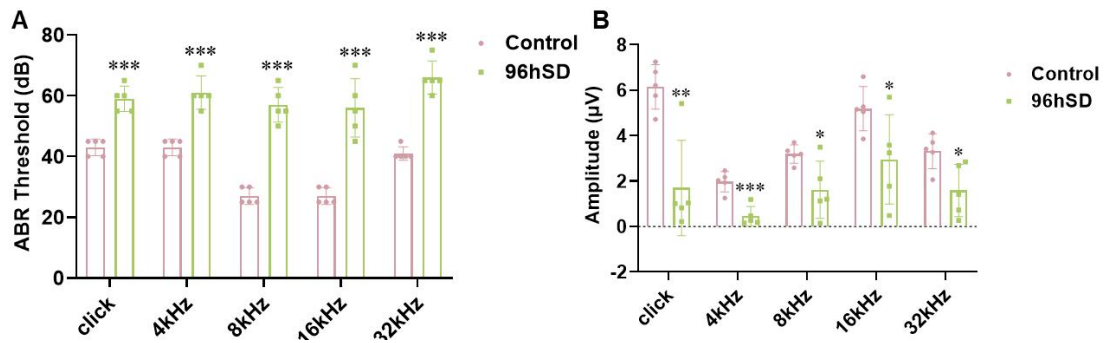 A
ABR Threshold (dB)
80
60
40
20
0
***
***
***
***
***
click
4kHz
8kHz
16kHz
32kHz
Control
96hSD
B
Amplitude (μV)
8
6
4
2
0
-2
**
***
*
*
*
click
4kHz
8kHz
16kHz
32kHz
Control
96hSD